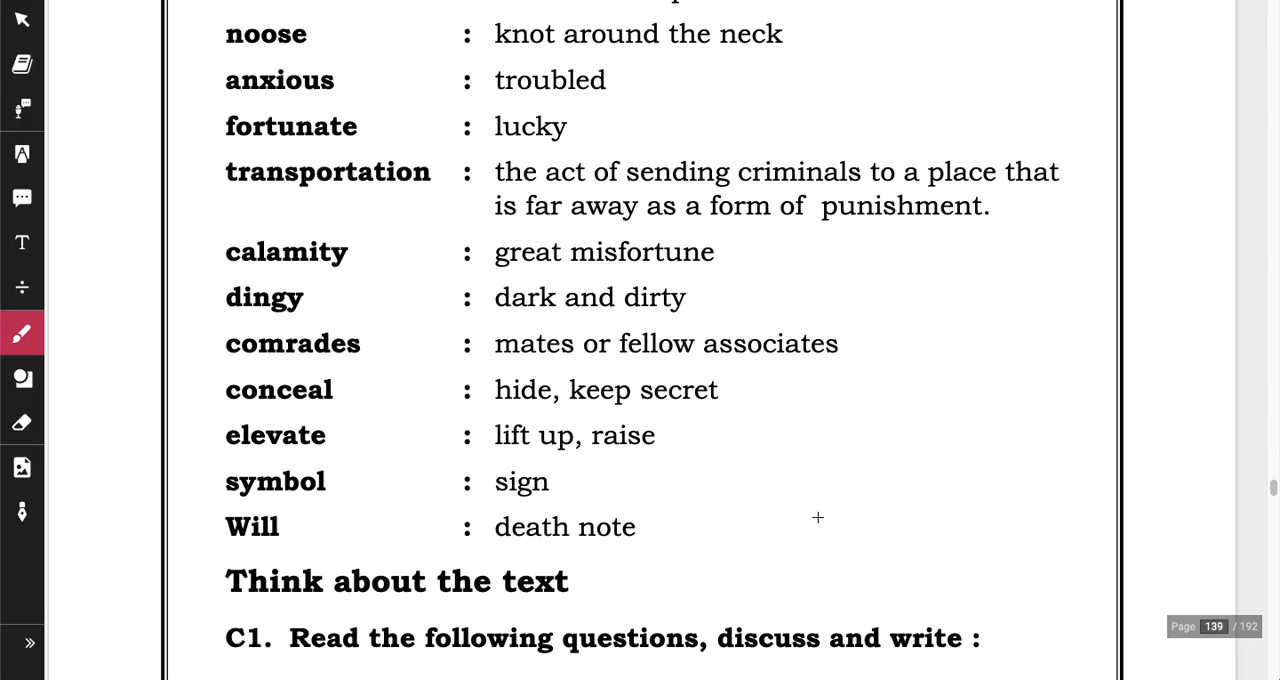 noose : knot around the neck
anxious : troubled
fortunate : lucky
transportation : the act of sending criminals to a place that
is far away as a form of punishment.
calamity : great misfortune
dingy : dark and dirty
comrades : mates or fellow associates
conceal : hide, keep secret
elevate : lift up, raise
symbol : sign
Will : death note
Think about the text
C1. Read the following questions, discuss and write :
Page 139 / 192